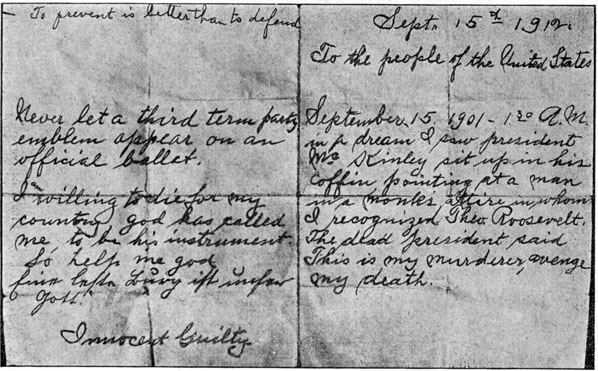 - To prevent is better than to defend
Never let a third term party
emblem appear on an
official ballet.
I willing to die for my
country, god has called
me to be his instrument
So help me god
Eine feste Burg ist unser
Gott."
Innocent Guilty
Sept. 15th 1912.
To the people of the United States
September 15, 1901 - 1 30 A.M.
in a dream I saw president
Mc Kinley sit up in his
coffin pointing at a man
in a monks attire in whom
I recognized Theo. Roosevelt.
The dead president said
This is my murderer, avenge
my death.